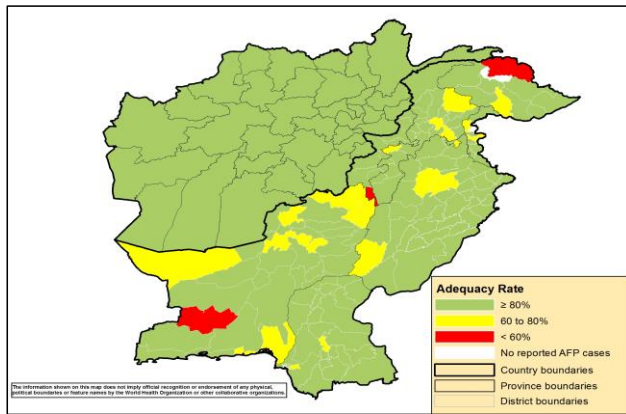 Adequacy Rate
≥ 80%
60 to 80%
< 60%
No reported AFP cases
Country boundaries
Province boundaries
District boundaries
The information shown on this map does not imply official recognition or endorsement of any physical,
political boundaries or feature names by the World Health Organization or other collaborative organizations.